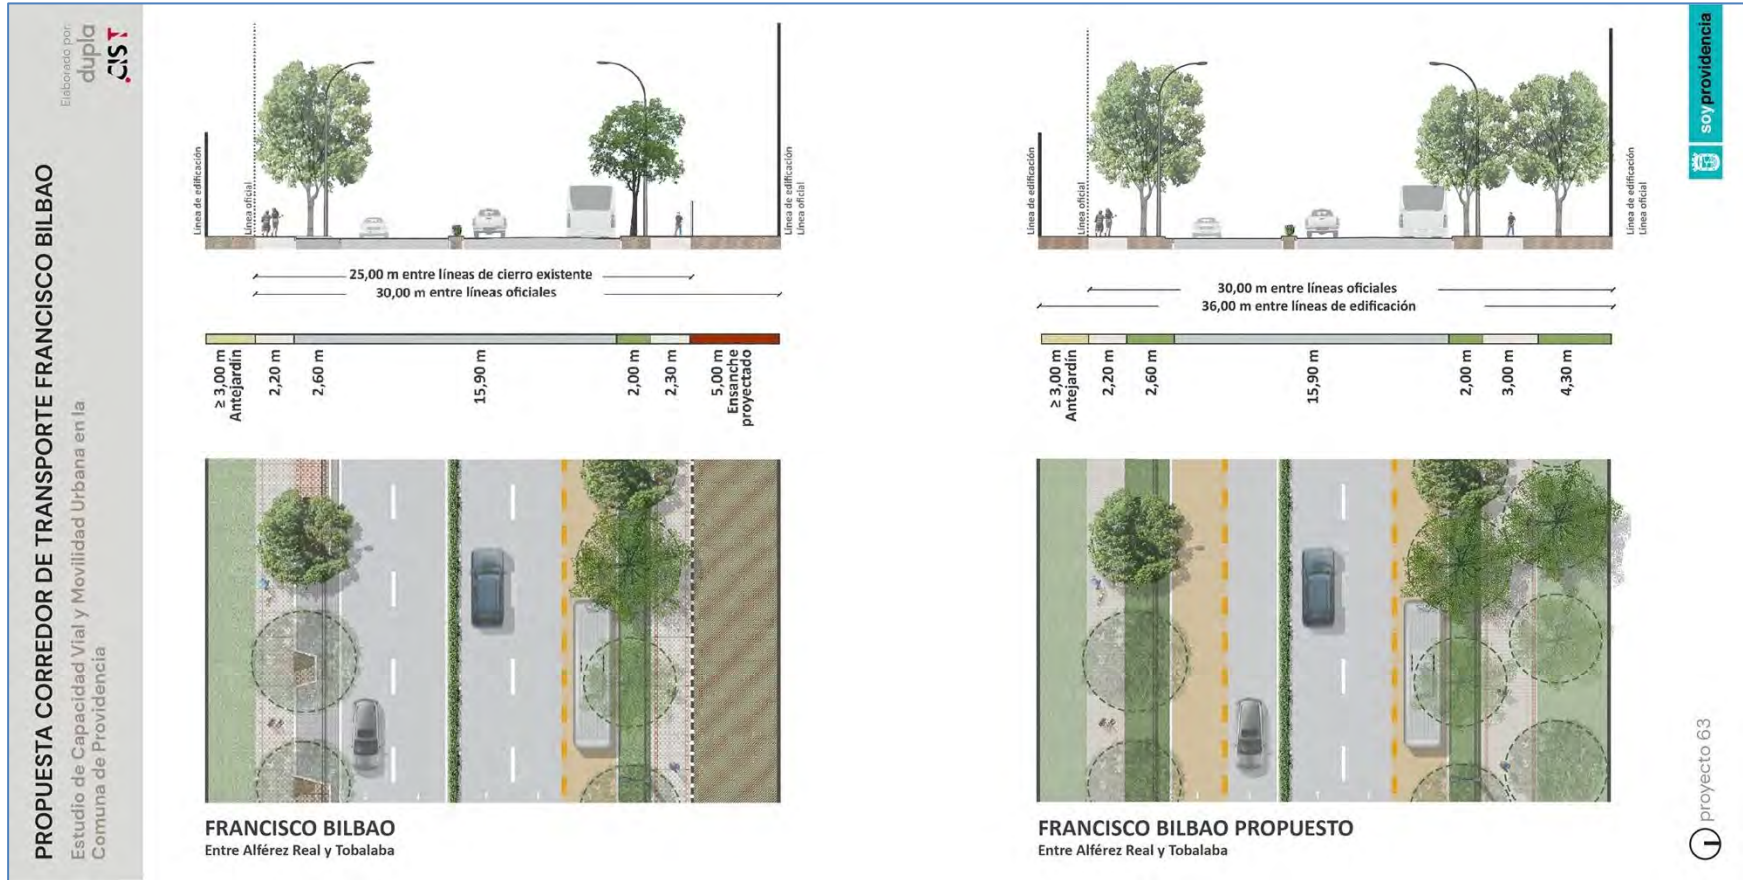 PROPUESTA CORREDOR DE TRANSPORTE FRANCISCO BILBAO
Estudio de Capacidad Vial y Movilidad Urbana en la
Comuna de Providencia
Elaborado por:
dupla
.CIS T
Línea de edificación
Línea oficial
Línea de edificación
Línea oficial
25,00 m entre líneas de cierro existente
30,00 m entre líneas oficiales
≥ 3,00 m
Antejardín
2,20 m
2,60 m
15,90 m
2,00 m
2,30 m
5,00 m
Ensanche
proyectado
FRANCISCO BILBAO
Entre Alférez Real y Tobalaba
Línea de edificación
Línea oficial
Línea de edificación
Línea oficial
30,00 m entre líneas oficiales
36,00 m entre líneas de edificación
≥ 3,00 m
Antejardín
2,20 m
2,60 m
15,90 m
2,00 m
3,00 m
4,30 m
FRANCISCO BILBAO PROPUESTO
Entre Alférez Real y Tobalaba
soyprovidencia
proyecto 63